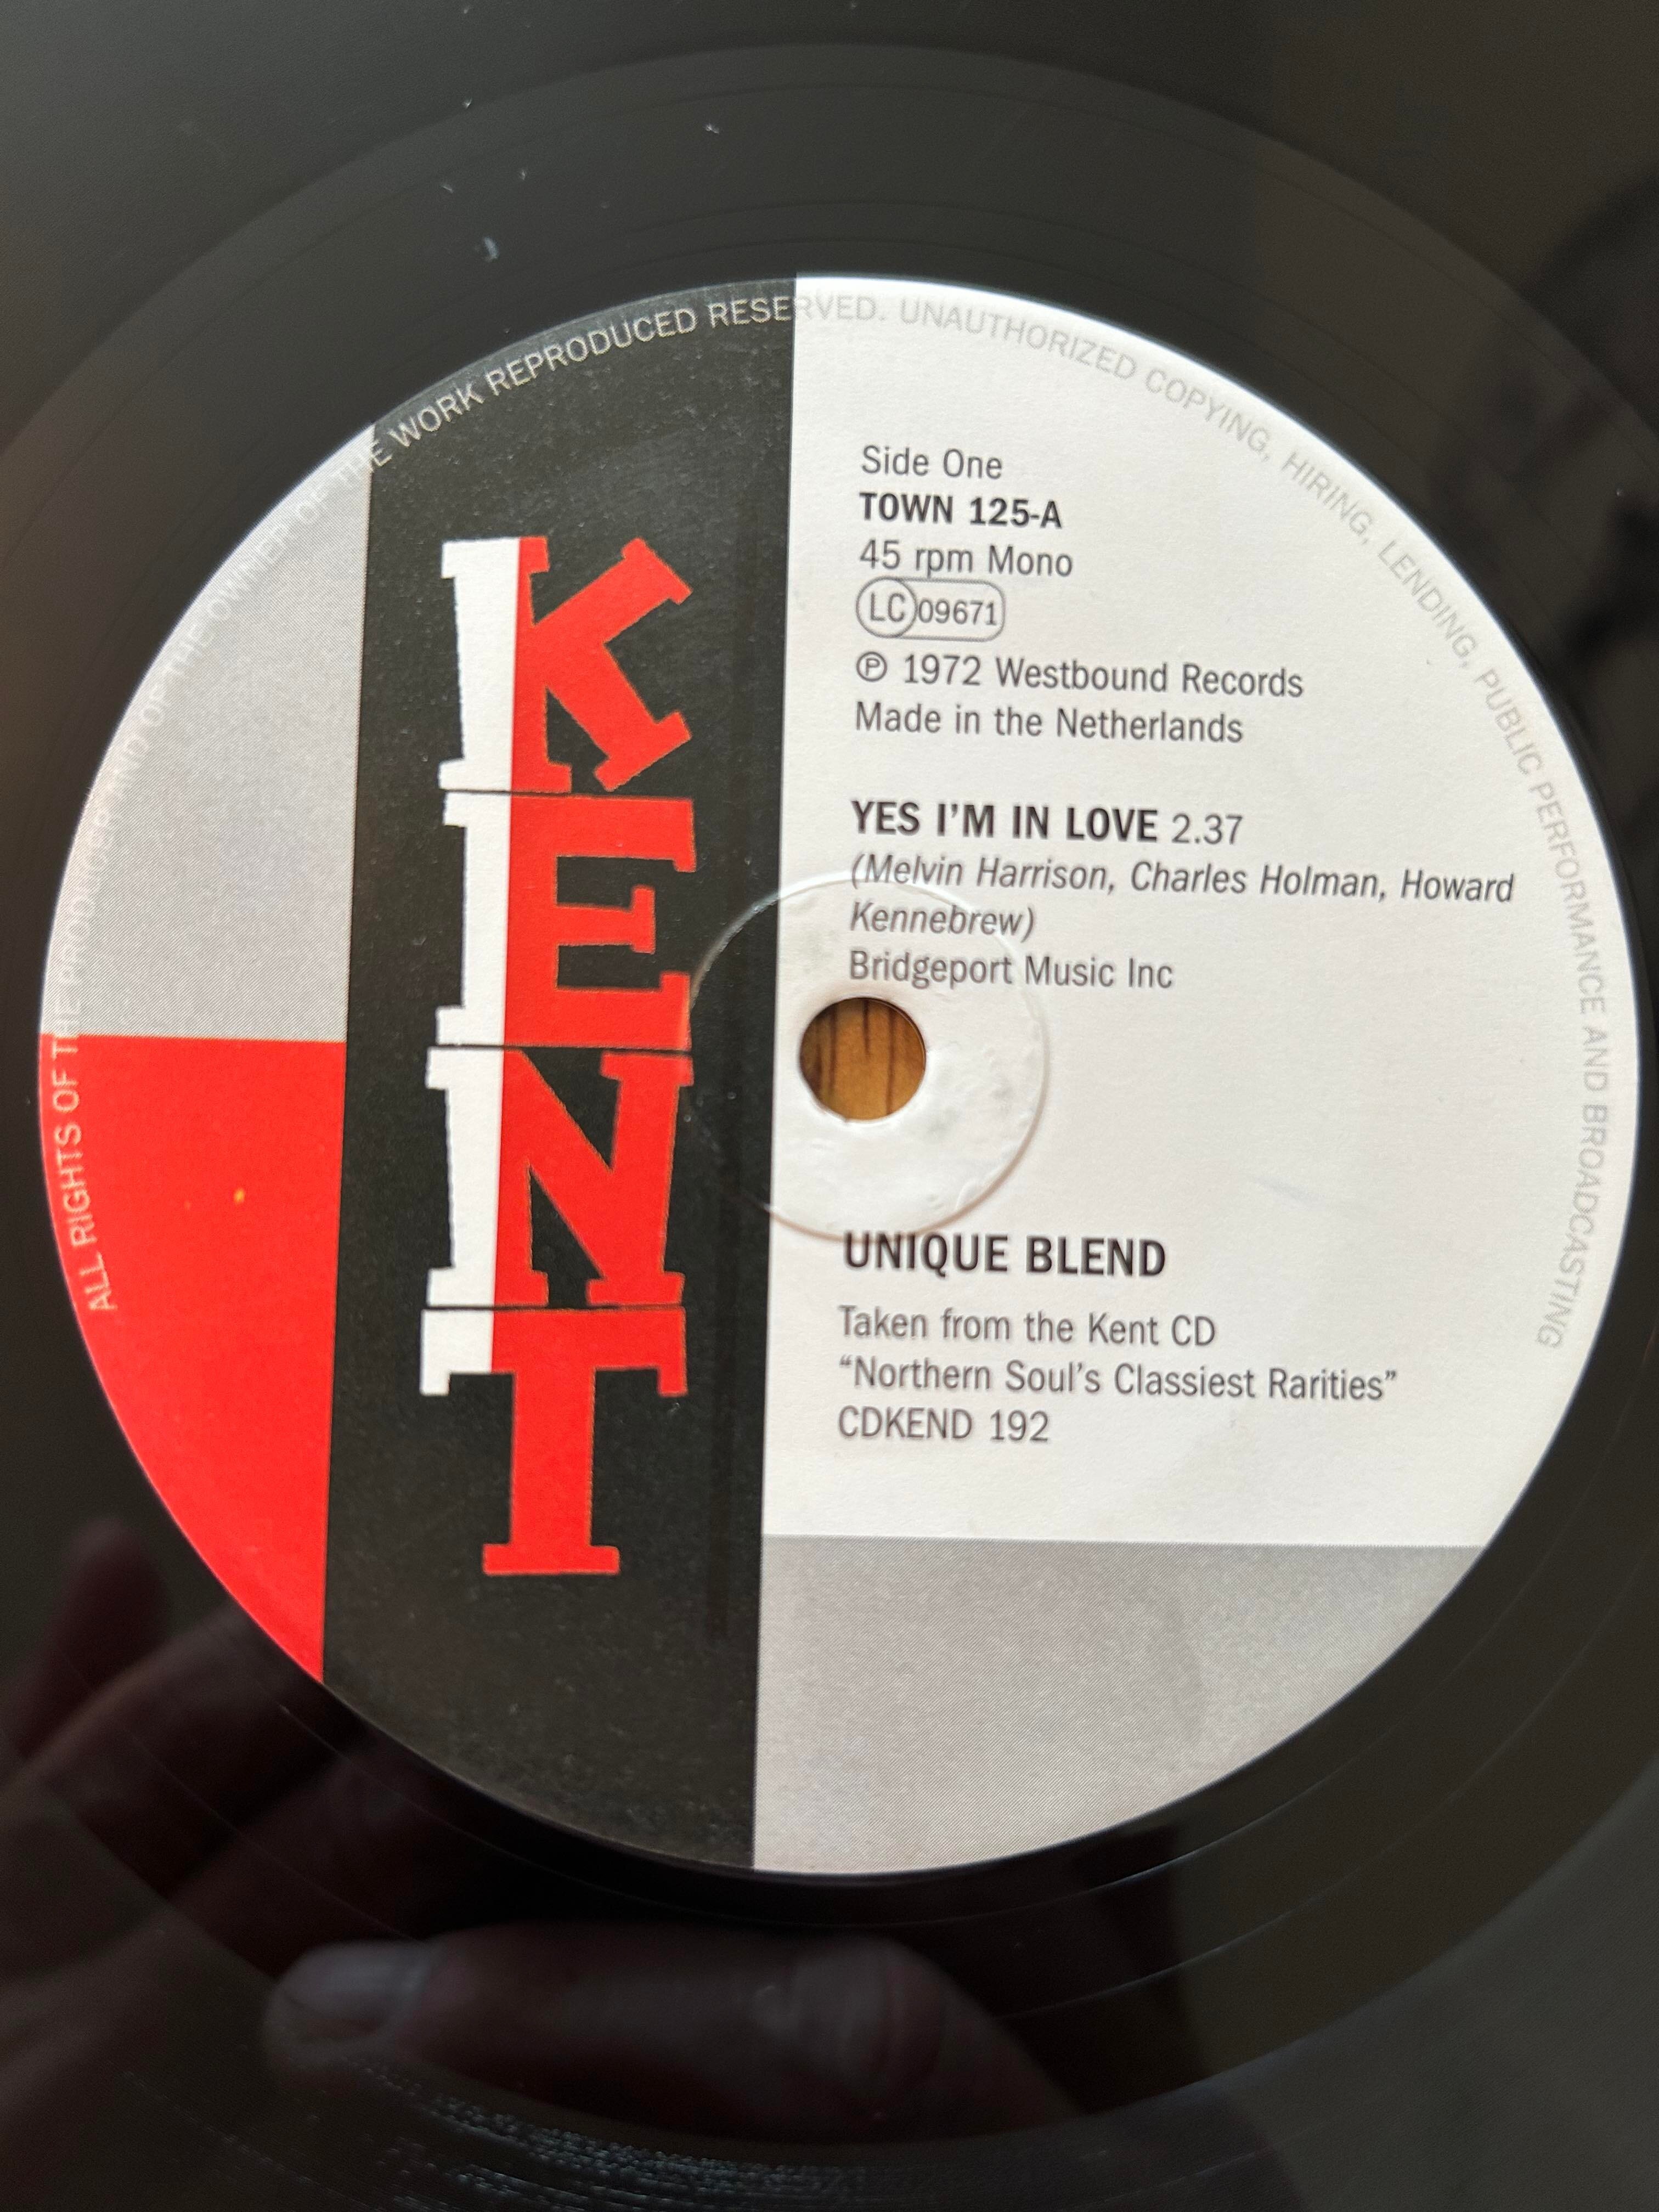 ALL RIGHTS OF THE PRODUCER AND OF THE OWNER OF THE WORK REPRODUCED RESERVED. UNAUTHORIZED COPYING, HIRING, LENDING, PUBLIC PERFORMANCE AND BROADCASTING
KENT
Side One
TOWN 125-A
45 rpm Mono
LC 09671
℗ 1972 Westbound Records
Made in the Netherlands
YES I'M IN LOVE 2.37
(Melvin Harrison, Charles Holman, Howard
Kennebrew)
Bridgeport Music Inc
UNIQUE BLEND
Taken from the Kent CD
“Northern Soul’s Classiest Rarities”
CDKEND 192